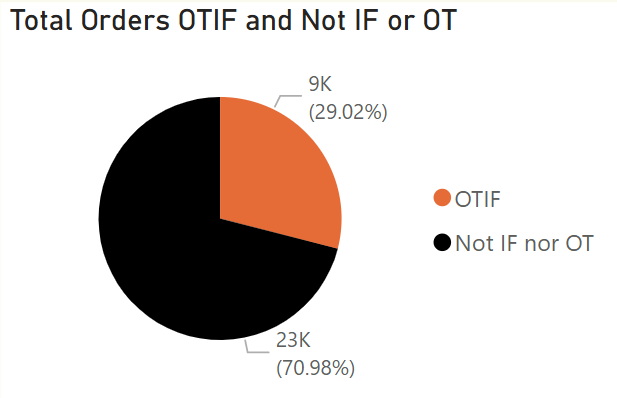 Total Orders OTIF and Not IF or OT
9K
(29.02%)
OTIF
Not IF nor OT
23K
(70.98%)